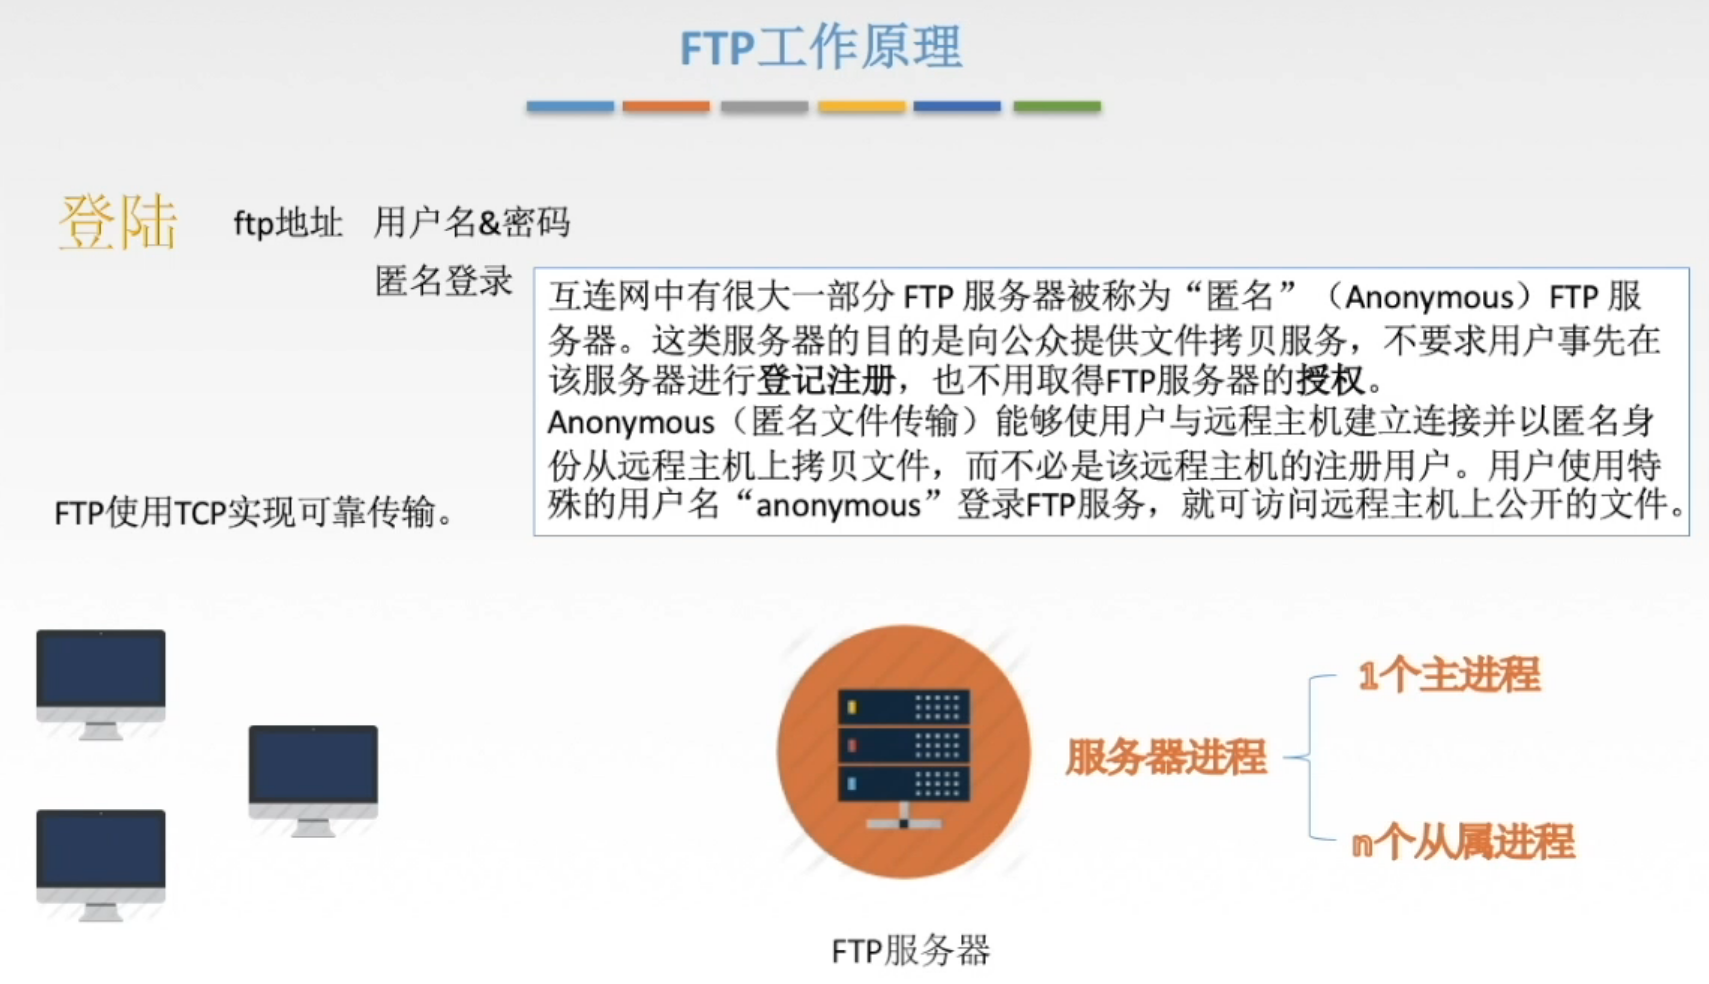 FTP工作原理
登陆 ftp地址 用户名&密码
匿名登录
互连网中有很大一部分 FTP 服务器被称为“匿名”（Anonymous）FTP 服
务器。这类服务器的目的是向公众提供文件拷贝服务，不要求用户事先在
该服务器进行登记注册，也不用取得FTP服务器的授权。
Anonymous（匿名文件传输）能够使用户与远程主机建立连接并以匿名身
份从远程主机上拷贝文件，而不必是该远程主机的注册用户。用户使用特
殊的用户名“anonymous”登录FTP服务，就可访问远程主机上公开的文件。
FTP使用TCP实现可靠传输。
1个主进程
服务器进程
n个从属进程
FTP服务器